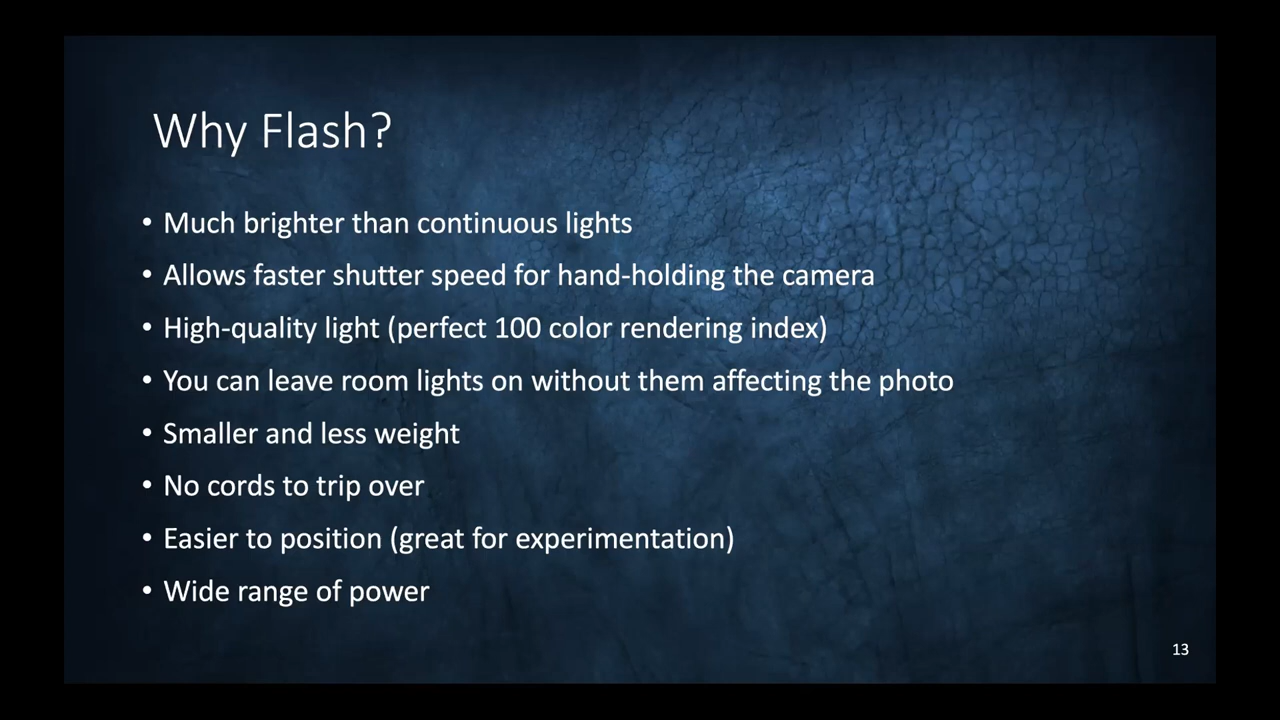 Why Flash?
• Much brighter than continuous lights
• Allows faster shutter speed for hand-holding the camera
• High-quality light (perfect 100 color rendering index)
• You can leave room lights on without them affecting the photo
• Smaller and less weight
• No cords to trip over
• Easier to position (great for experimentation)
• Wide range of power
13